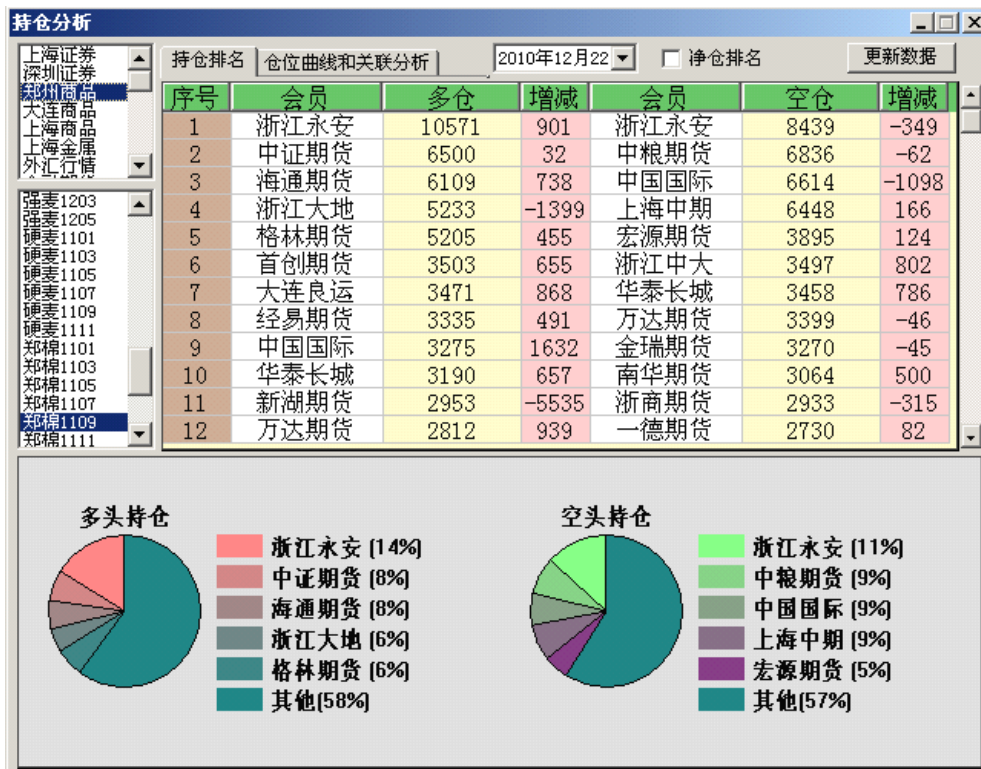 持仓分析
上海证券
深圳证券
郑州商品
大连商品
上海商品
上海金属
外汇行情
强麦1203
强麦1205
硬麦1101
硬麦1103
硬麦1105
硬麦1107
硬麦1109
硬麦1111
郑棉1101
郑棉1103
郑棉1105
郑棉1107
郑棉1109
郑棉1111
持仓排名 仓位曲线和关联分析 2010年12月22 净仓排名 更新数据
序号 会员 多仓 增减 会员 空仓 增减
1 浙江永安 10571 901 浙江永安 8439 -349
2 中证期货 6500 32 中粮期货 6836 -62
3 海通期货 6109 738 中国国际 6614 -1098
4 浙江大地 5233 -1399 上海中期 6448 166
5 格林期货 5205 455 宏源期货 3895 124
6 首创期货 3503 655 浙江中大 3497 802
7 大连良运 3471 868 华泰长城 3458 786
8 经易期货 3335 491 万达期货 3399 -46
9 中国国际 3275 1632 金瑞期货 3270 -45
10 华泰长城 3190 657 南华期货 3064 500
11 新湖期货 2953 -5535 浙商期货 2933 -315
12 万达期货 2812 939 一德期货 2730 82
多头持仓
浙江永安 (14%)
中证期货 (8%)
海通期货 (8%)
浙江大地 (6%)
格林期货 (6%)
其他(58%)
空头持仓
浙江永安 (11%)
中粮期货 (9%)
中国国际 (9%)
上海中期 (9%)
宏源期货 (5%)
其他(57%)